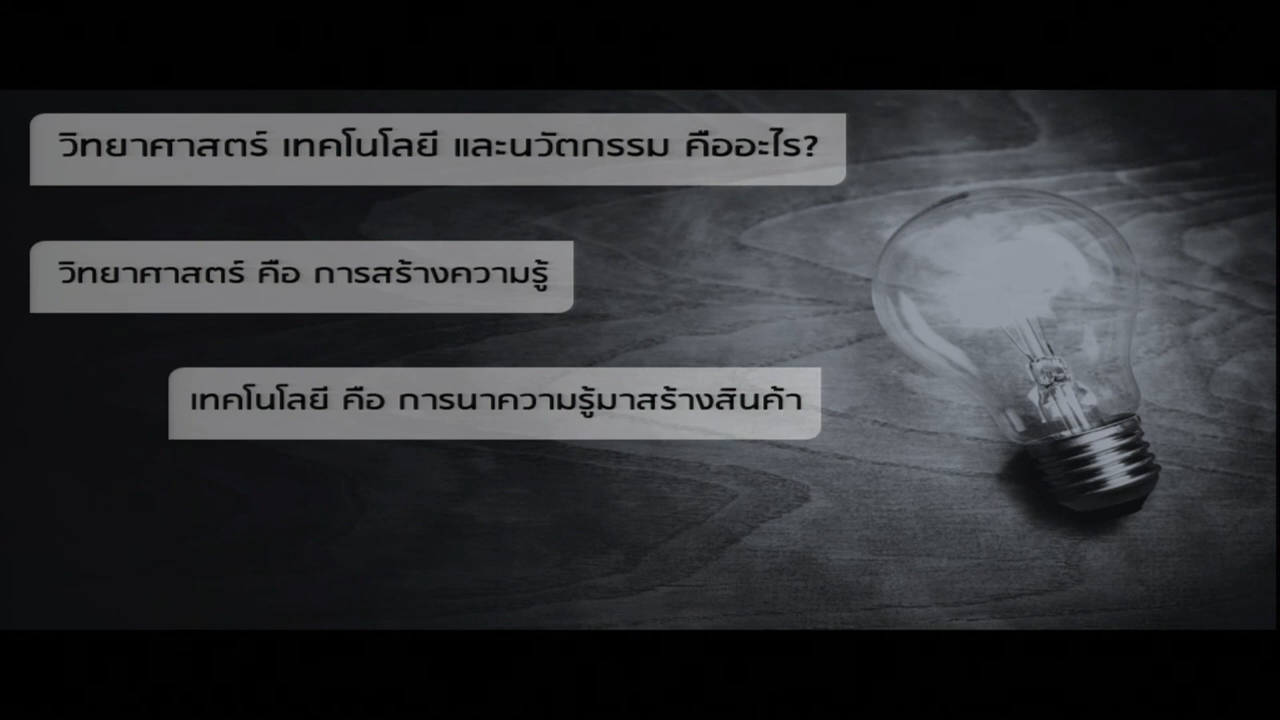 วิทยาศาสตร์ เทคโนโลยี และนวัตกรรม คืออะไร?
วิทยาศาสตร์ คือ การสร้างความรู้
เทคโนโลยี คือ การนาความรู้มาสร้างสินค้า